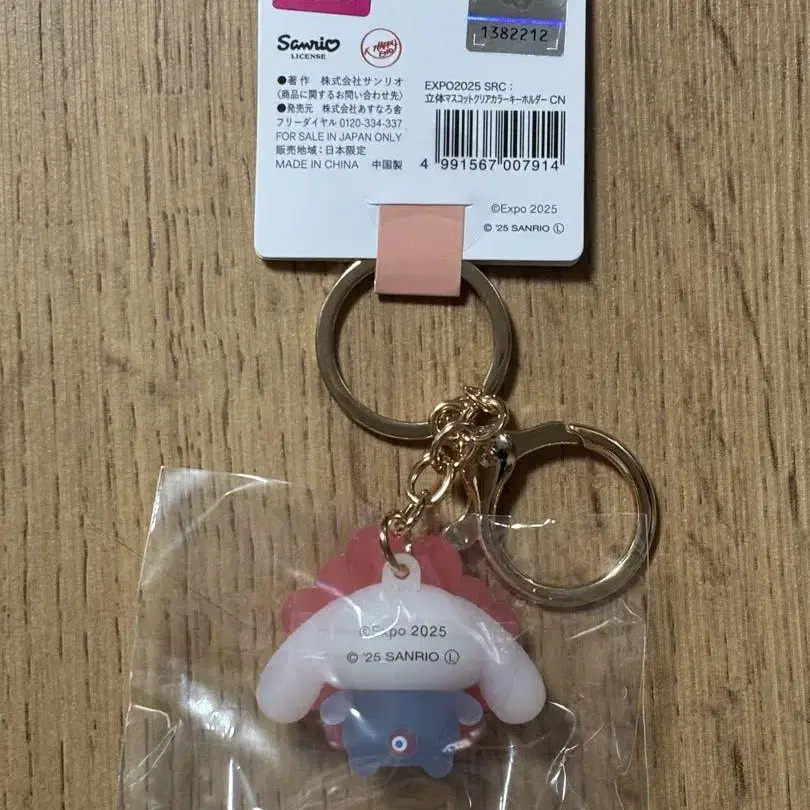 Sanrio
LICENSE
1382212
●著作 株式会社サンリオ
〈商品に関するお問い合わせ先〉
●発売元 株式会社あすなろ舎
フリーダイヤル 0120-334-337
FOR SALE IN JAPAN ONLY
販売地域:日本限定
MADE IN CHINA 中国製
EXPO2025 SRC:
立体マスコットクリアカラーキーホルダー CN
4 991567 007914
©Expo 2025
© '25 SANRIO Ⓛ
©Expo 2025
© '25 SANRIO Ⓛ